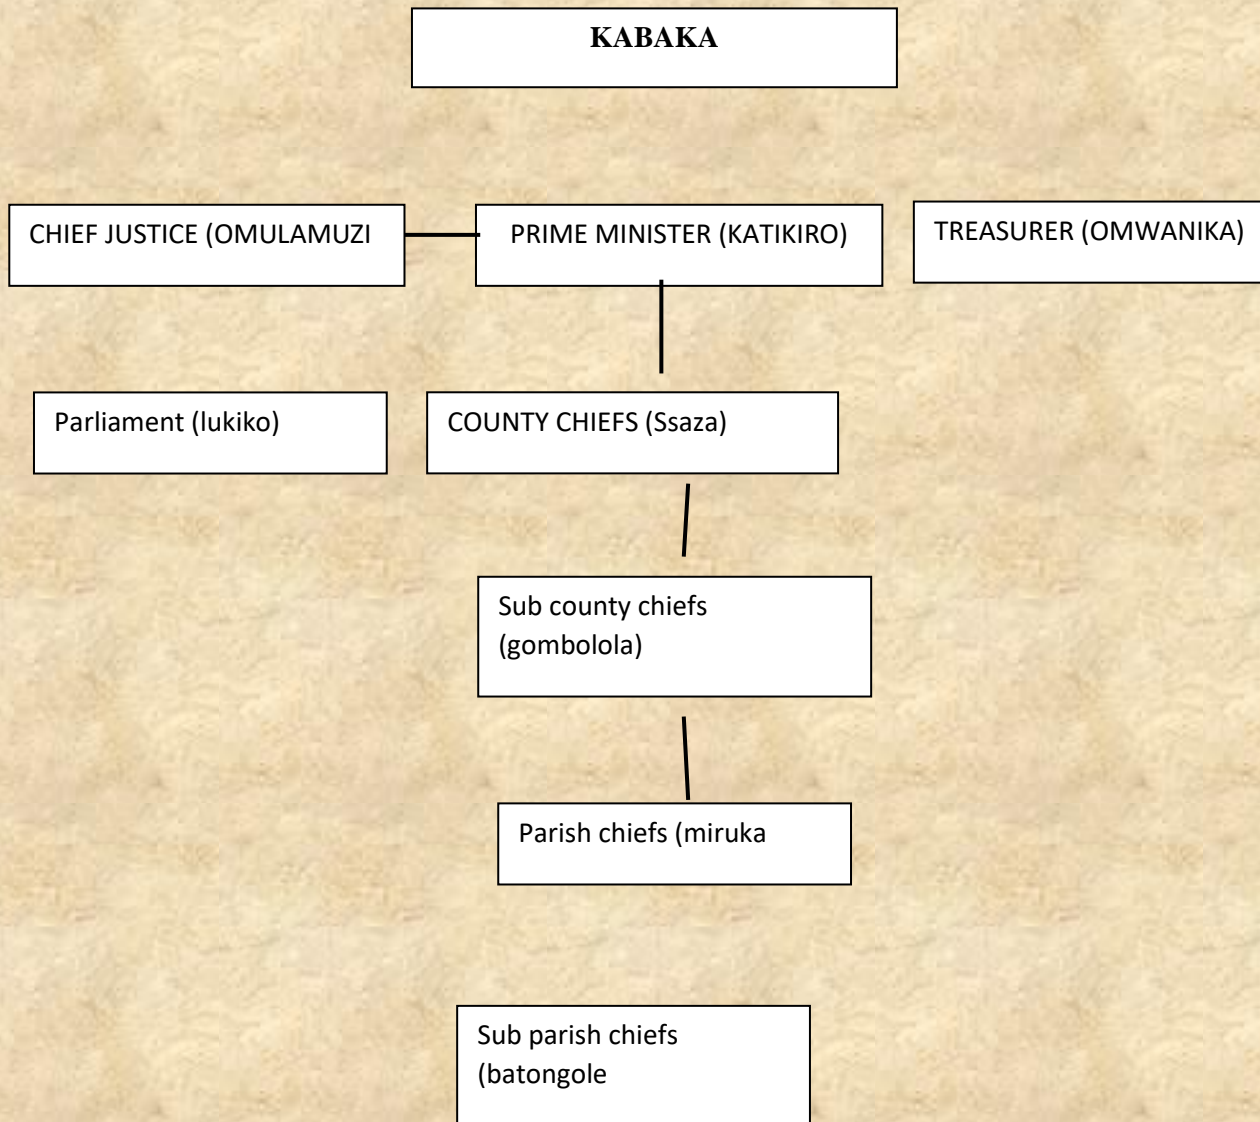 KABAKA
CHIEF JUSTICE (OMULAMUZI
PRIME MINISTER (KATIKIRO)
TREASURER (OMWANIKA)
Parliament (lukiko)
COUNTY CHIEFS (Ssaza)
Sub county chiefs
(gombolola)
Parish chiefs (miruka
Sub parish chiefs
(batongole